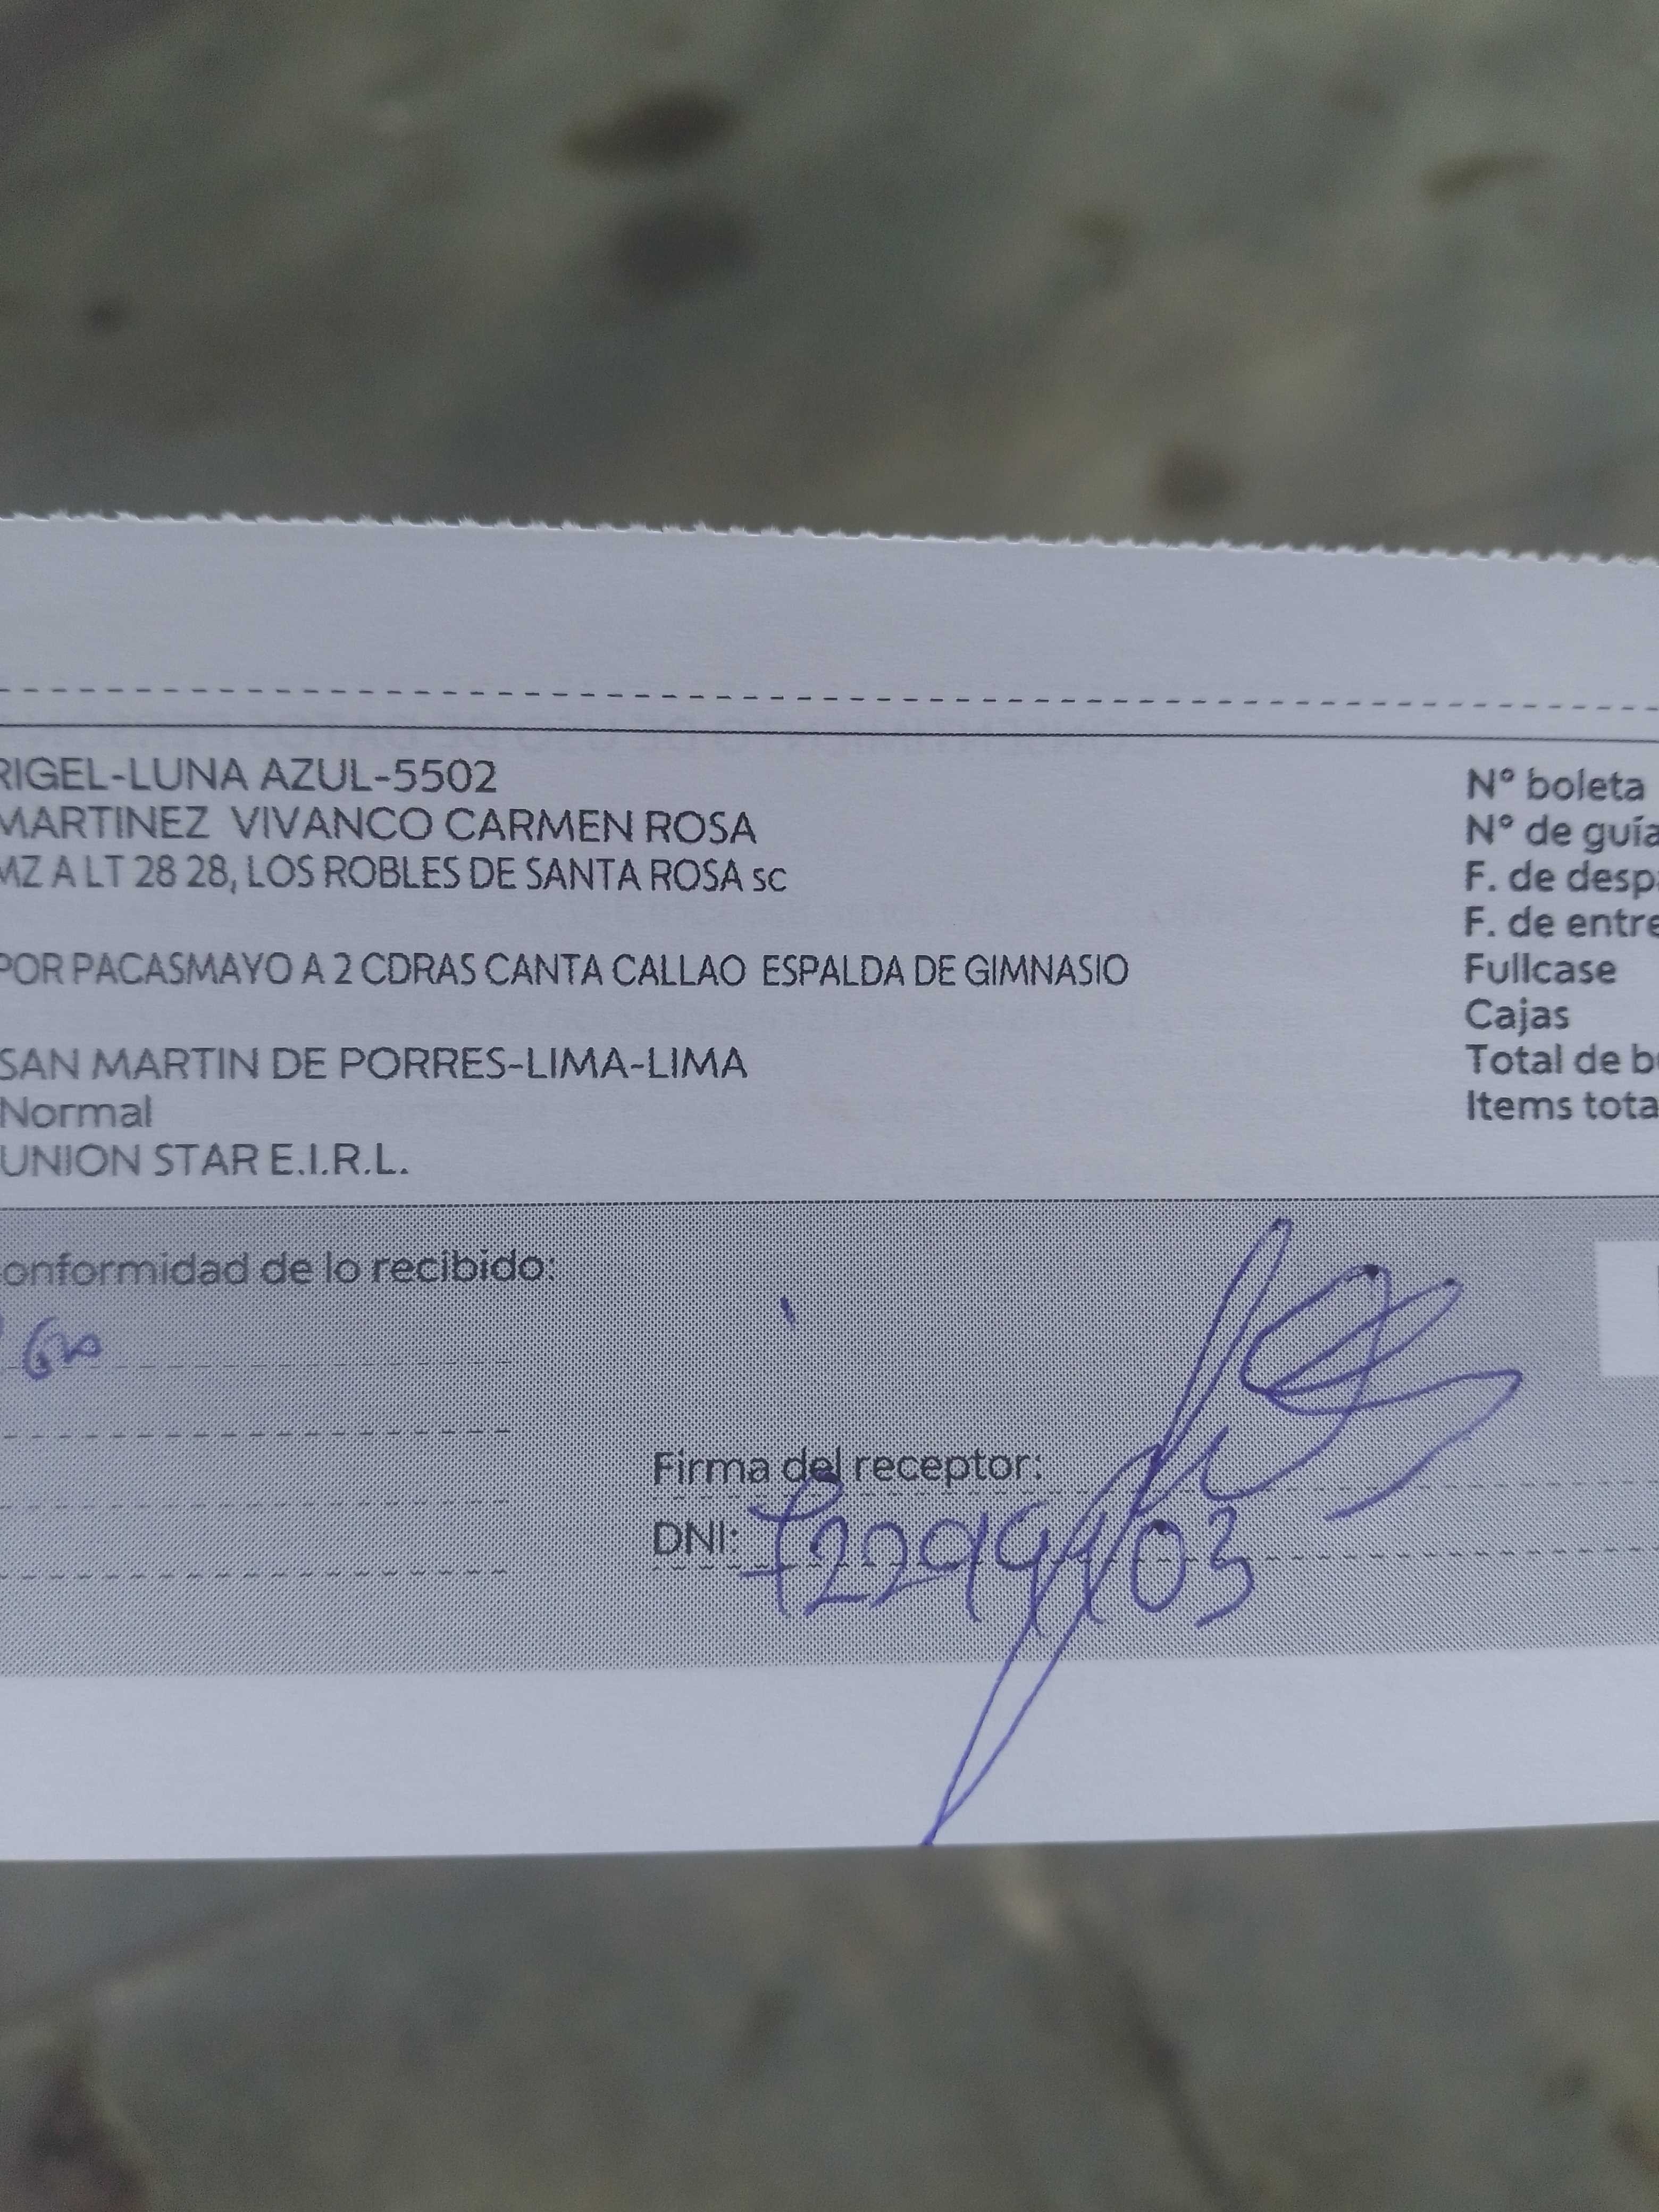 RIGEL-LUNA AZUL-5502
MARTINEZ VIVANCO CARMEN ROSA
MZ A LT 28 28, LOS ROBLES DE SANTA ROSA sc
POR PACASMAYO A 2 CDRAS CANTA CALLAO ESPALDA DE GIMNASIO
SAN MARTIN DE PORRES-LIMA-LIMA
Normal
UNION STAR E.I.R.L.
N° boleta
N° de guía
F. de desp
F. de entre
Fullcase
Cajas
Total de b
Items tota
onformidad de lo recibido:
Firma del receptor:
DNI: